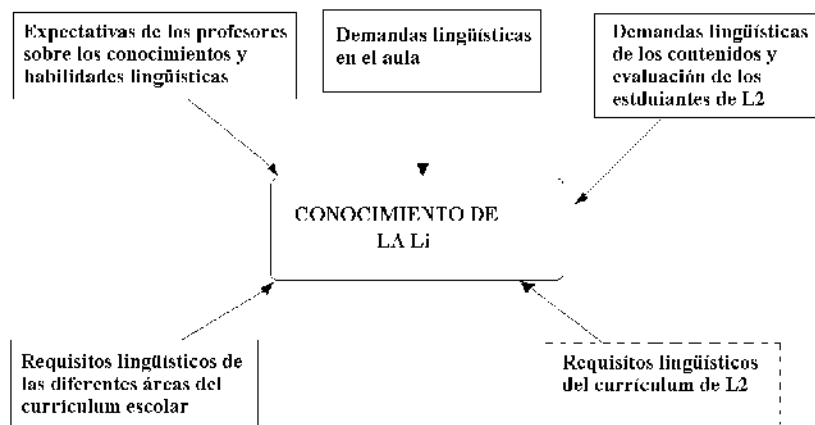 Expectativas de los profesores
sobre los conocimientos y
habilidades lingüísticas
Demandas lingüísticas
en el aula
Demandas lingüísticas
de los contenidos y
evaluación de los
estduiantes de L2
CONOCIMIENTO DE
LA Li
Requisitos lingüísticos de
las diferentes áreas del
currículum escolar
Requisitos lingüísticos
del currículum de L2